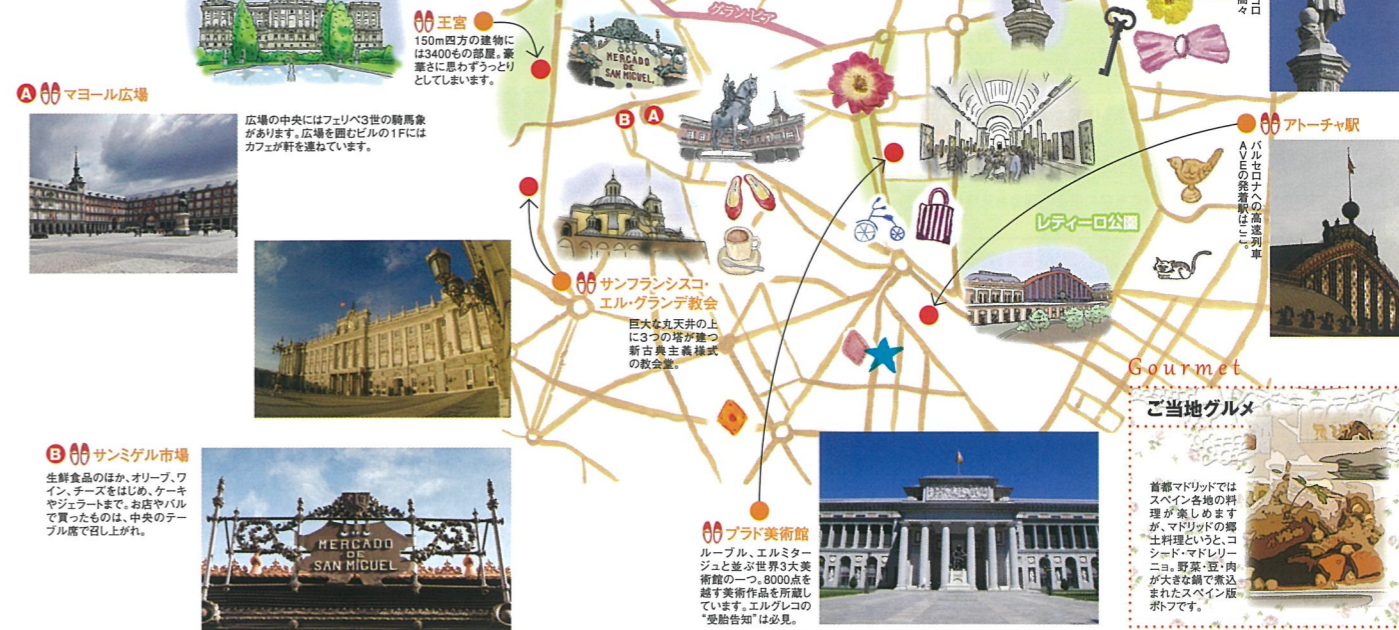 グラン・ビア
王宮
150m四方の建物に
は3400もの部屋。豪
華さに思わずうっとり
としてしまいます。
MERCADO
DE
SAN MIGUEL
A マヨール広場
広場の中央にはフェリペ3世の騎馬象
があります。広場を囲むビルの1Fには
カフェが軒を連ねています。
B A
コロ
高々
アトーチャ駅
バルセロナへの高速列車
AVEの発着駅はここ。
レティーロ公園
サンフランシスコ・
エル・グランデ教会
巨大な丸天井の上
に3つの塔が建つ
新古典主義様式
の教会堂。
B サンミゲル市場
生鮮食品のほか、オリーブ、ワ
イン、チーズをはじめ、ケーキ
やジェラートまで。お店やバル
で買ったものは、中央のテー
ブル席で召し上がれ。
MERCADO
DE
SAN MIGUEL
プラド美術館
ルーブル、エルミター
ジュと並ぶ世界3大美
術館の一つ。8000点を
越す美術作品を所蔵し
ています。エルグレコの
“受胎告知”は必見。
Gourmet
ご当地グルメ
首都マドリッドでは
スペイン各地の料
理が楽しめます
が、マドリッドの郷
土料理というと、コ
シード・マドレリー
ニョ。野菜・豆・肉
が大きな鍋で煮込
まれたスペイン版
ポトフです。